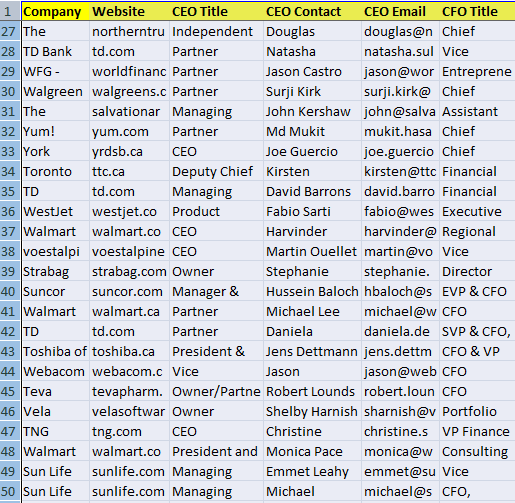 1 Company Website CEO Title CEO Contact CEO Email CFO Title
27 The northerntru Independent Douglas douglas@n Chief
28 TD Bank td.com Partner Natasha natasha.sul Vice
29 WFG - worldfinanc Partner Jason Castro jason@wor Entreprene
30 Walgreen walgreens.c Partner Surji Kirk surji.kirk@ Chief
31 The salvationar Managing John Kershaw john@salva Assistant
32 Yum! yum.com Partner Md Mukit mukit.hasa Chief
33 York yrdsb.ca CEO Joe Guercio joe.guercio Chief
34 Toronto ttc.ca Deputy Chief Kirsten kirsten@ttc Financial
35 TD td.com Managing David Barrons david.barro Financial
36 WestJet westjet.co Product Fabio Sarti fabio@wes Executive
37 Walmart walmart.co CEO Harvinder harvinder@ Regional
38 voestalpi voestalpine CEO Martin Ouellet martin@vo Vice
39 Strabag strabag.com Owner Stephanie stephanie. Director
40 Suncor suncor.com Manager & Hussein Baloch hbaloch@s EVP & CFO
41 Walmart walmart.ca Partner Michael Lee michael@w CFO
42 TD td.com Partner Daniela daniela.de SVP & CFO,
43 Toshiba of toshiba.ca President & Jens Dettmann jens.dettm CFO & VP
44 Webacom webacom.c Vice Jason jason@web CFO
45 Teva tevapharm. Owner/Partne Robert Lounds robert.loun CFO
46 Vela velasoftwar Owner Shelby Harnish sharnish@v Portfolio
47 TNG tng.com CEO Christine christine.s VP Finance
48 Walmart walmart.co President and Monica Pace monica@w Consulting
49 Sun Life sunlife.com Managing Emmet Leahy emmet@su Vice
50 Sun Life sunlife.com Managing Michael michael@s CFO,